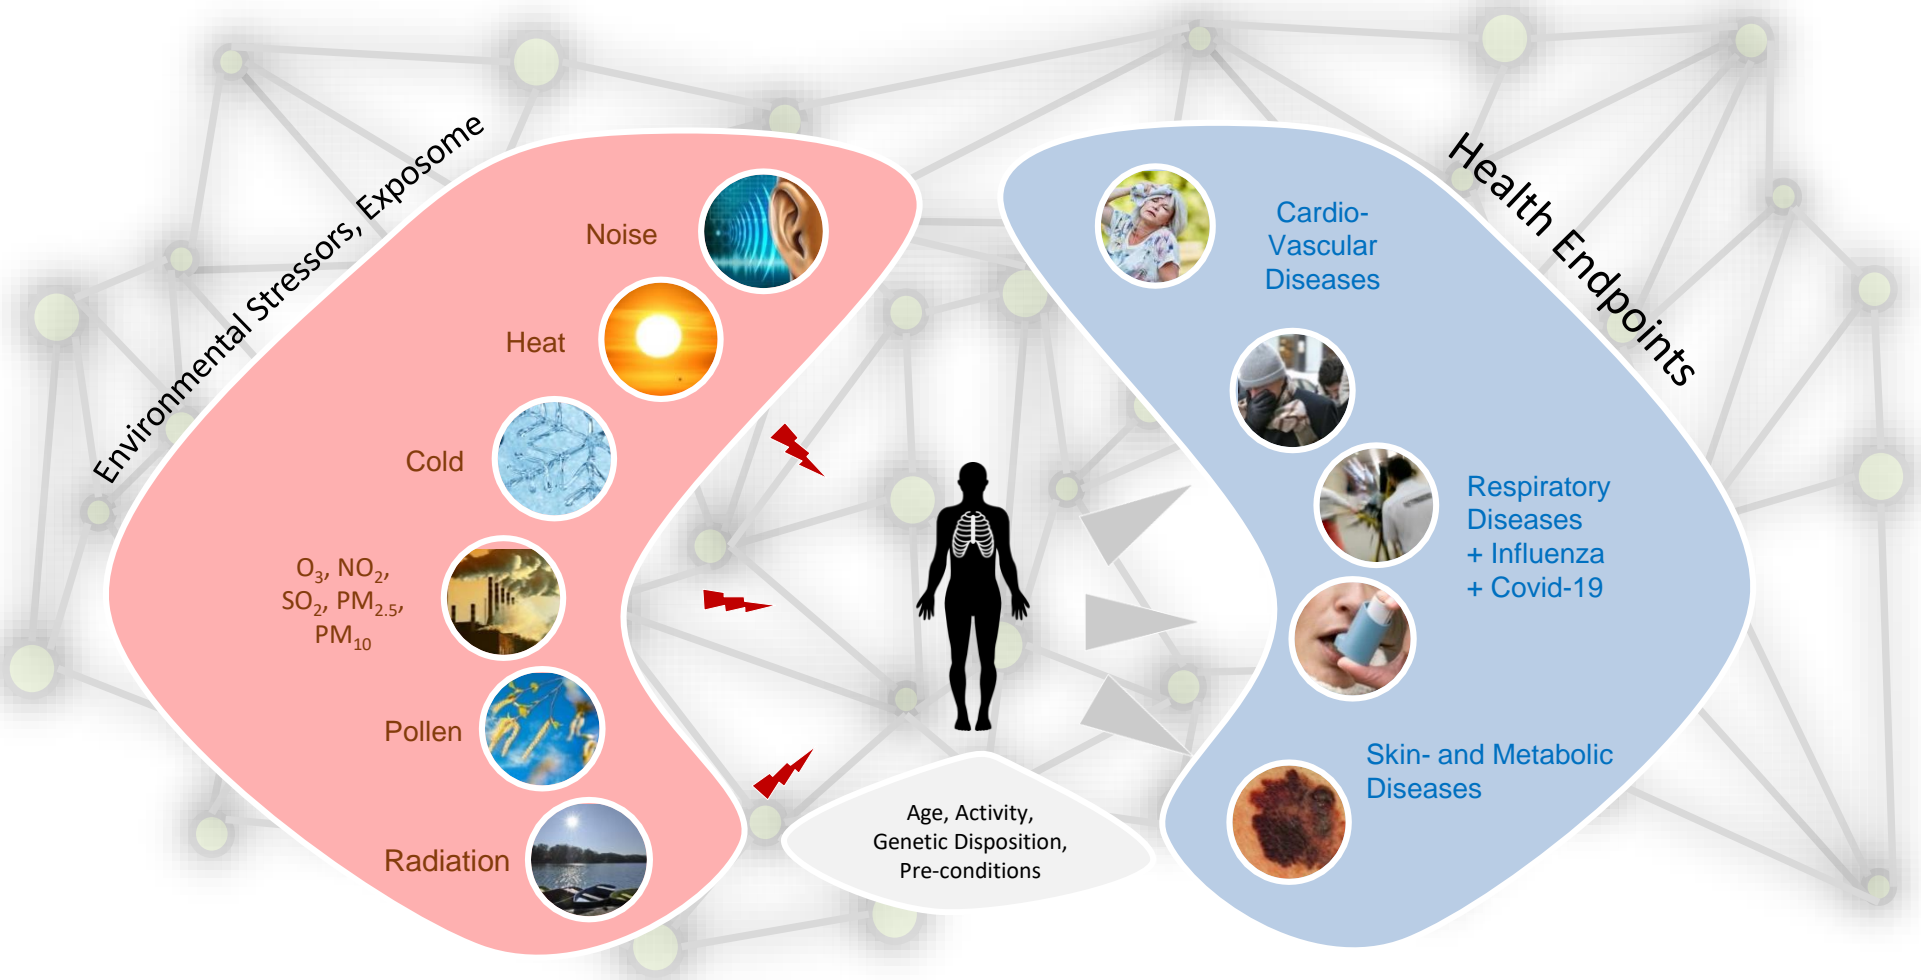 Environmental Stressors, Exposome
Noise
Heat
Cold
O₃, NO₂,
SO₂, PM₂.₅,
PM₁₀
Pollen
Radiation
Age, Activity,
Genetic Disposition,
Pre-conditions
Health Endpoints
Cardio-
Vascular
Diseases
Respiratory
Diseases
+ Influenza
+ Covid-19
Skin- and Metabolic
Diseases